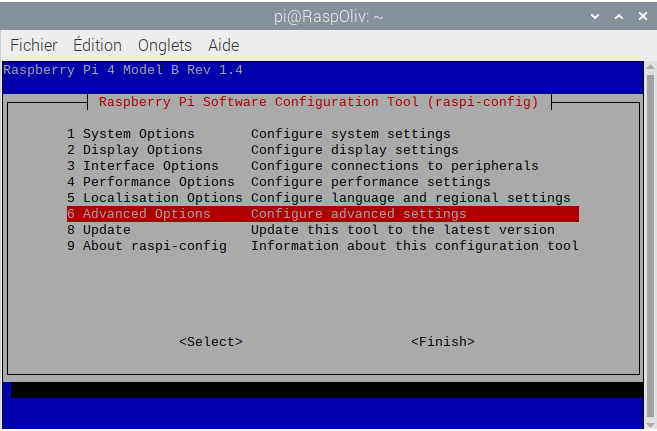 pi@RaspOliv: ~
Fichier Édition Onglets Aide
Raspberry Pi 4 Model B Rev 1.4
Raspberry Pi Software Configuration Tool (raspi-config)
1 System Options Configure system settings
2 Display Options Configure display settings
3 Interface Options Configure connections to peripherals
4 Performance Options Configure performance settings
5 Localisation Options Configure language and regional settings
6 Advanced Options Configure advanced settings
8 Update Update this tool to the latest version
9 About raspi-config Information about this configuration tool
<Select> <Finish>